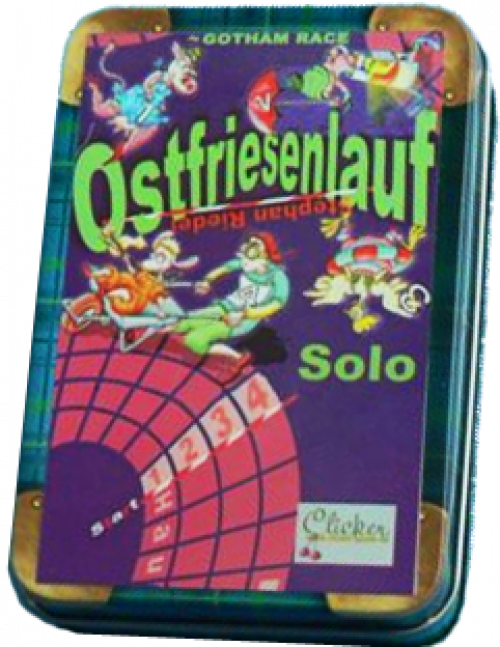 ~ GOTHAM RACE
Ostfriesenlauf
Stephan Riedel
Solo
1 2 3 4
Start
Clicker